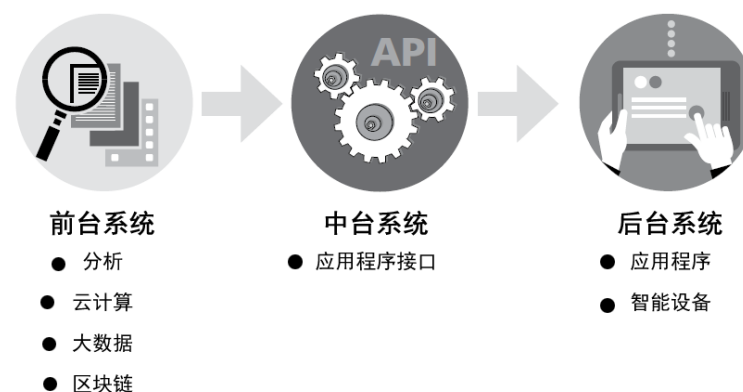 API
前台系统
● 分析
● 云计算
● 大数据
● 区块链
中台系统
● 应用程序接口
后台系统
● 应用程序
● 智能设备